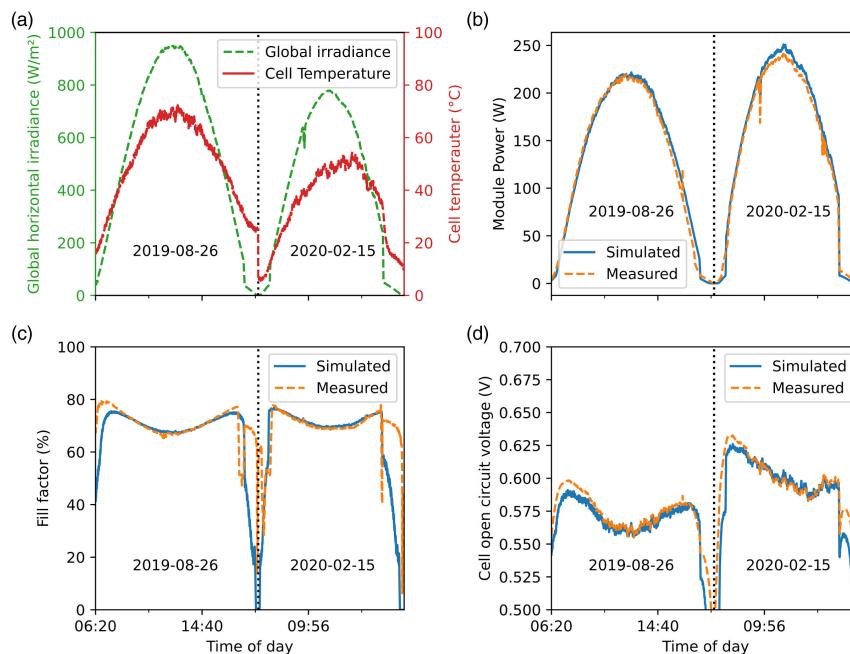 (a)
Global horizontal irradiance (W/m²)
1000
800
600
400
200
0
Global irradiance
Cell Temperature
2019-08-26
2020-02-15
100
80
60
40
20
0
Cell temperauter (°C)
(b)
Module Power (W)
250
200
150
100
50
0
2019-08-26
2020-02-15
Simulated
Measured
(c)
Fill factor (%)
100
80
60
40
20
0
Simulated
Measured
2019-08-26
2020-02-15
06:20
14:40
09:56
Time of day
(d)
Cell open circuit voltage (V)
0.700
0.675
0.650
0.625
0.600
0.575
0.550
0.525
0.500
Simulated
Measured
2019-08-26
2020-02-15
06:20
14:40
09:56
Time of day